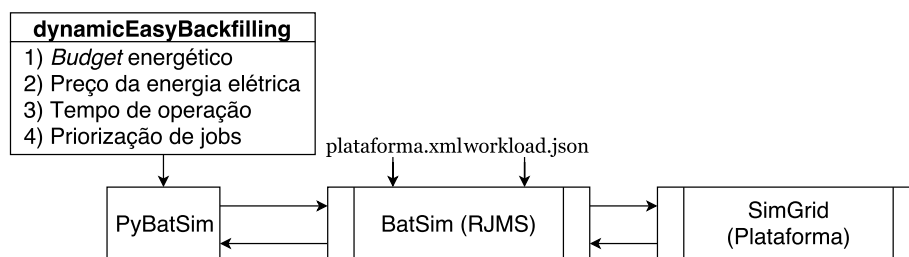 dynamicEasyBackfilling
1) Budget energético
2) Preço da energia elétrica
3) Tempo de operação
4) Priorização de jobs
plataforma.xmlworkload.json
PyBatSim
BatSim (RJMS)
SimGrid
(Plataforma)